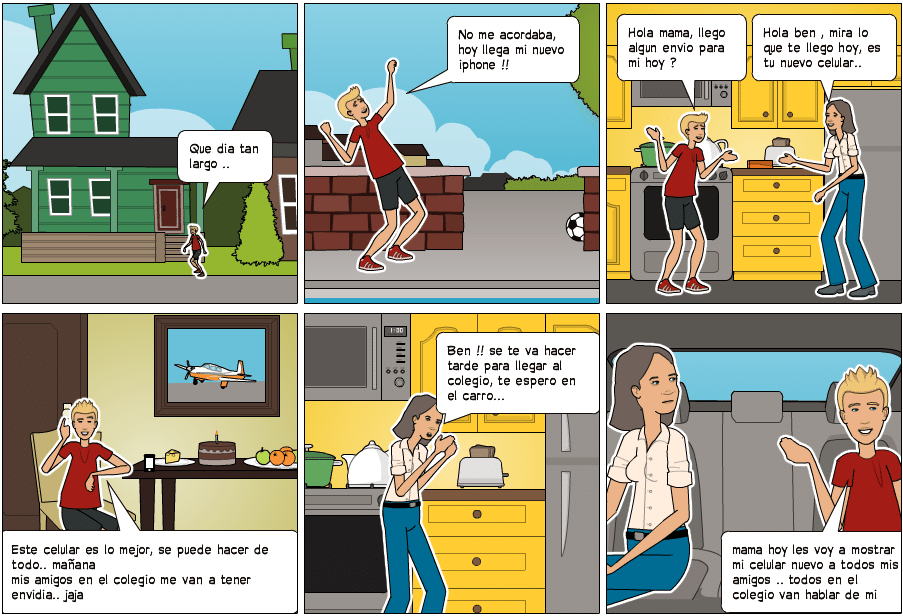 Que dia tan
largo ..
No me acordaba,
hoy llega mi nuevo
iphone !!
Hola mama, llego
algun envio para
mi hoy ?
Hola ben , mira lo
que te llego hoy, es
tu nuevo celular..
Este celular es lo mejor, se puede hacer de
todo.. mañana
mis amigos en el colegio me van a tener
envidia.. jaja
1:00
Ben !! se te va hacer
tarde para llegar al
colegio, te espero en
el carro...
mama hoy les voy a mostrar
mi celular nuevo a todos mis
amigos .. todos en el
colegio van hablar de mi